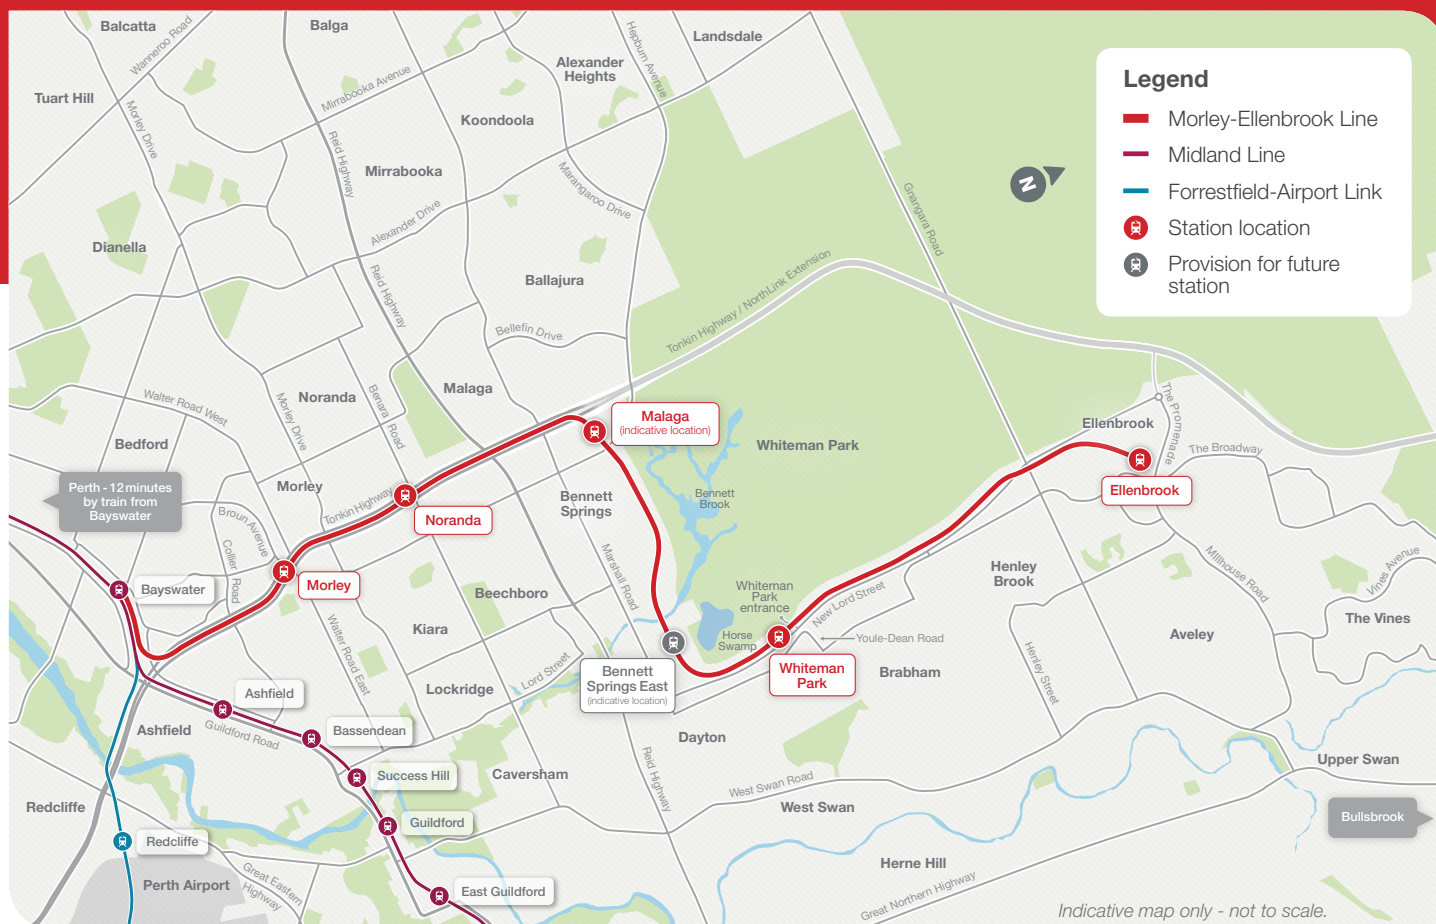 Balcatta
Balga
Landsdale
Wanneroo Road
Hepburn Avenue
Alexander
Heights
Tuart Hill
Mirrabooka Avenue
Morley Drive
Koondoola
Reid Highway
Mirrabooka
Marangaroo Drive
Alexander Drive
Gnangara Road
Dianella
Ballajura
Reid Highway
Tonkin Highway / NorthLink Extension
Bellefin Drive
Legend
Morley-Ellenbrook Line
Midland Line
Forrestfield-Airport Link
Station location
Provision for future
station
N
Walter Road West
Noranda
Morley Drive
Benara Road
Malaga
Malaga
(indicative location)
Whiteman Park
Ellenbrook
The Promenade
The Broadway
Bedford
Ellenbrook
Perth - 12 minutes
by train from
Bayswater
Morley
Tonkin Highway
Noranda
Bennett
Springs
Bennett
Brook
Broun Avenue
Collier Road
Morley
Bayswater
Marshall Road
Beechboro
Whiteman
Park
entrance
New Lord Street
Henley
Brook
Millhouse Road
Vines Avenue
The Vines
Kiara
Walter Road East
Horse
Swamp
Youle-Dean Road
Aveley
Whiteman
Park
Brabham
Henley Street
Bennett
Springs East
(indicative location)
Lord Street
Lockridge
Ashfield
Ashfield
Guildford Road
Bassendean
Dayton
Success Hill
Caversham
Reid Highway
West Swan Road
West Swan
Upper Swan
Bullsbrook
Redcliffe
Guildford
Redcliffe
Great Eastern
Highway
Perth Airport
East Guildford
Herne Hill
Great Northern Highway
Indicative map only - not to scale.